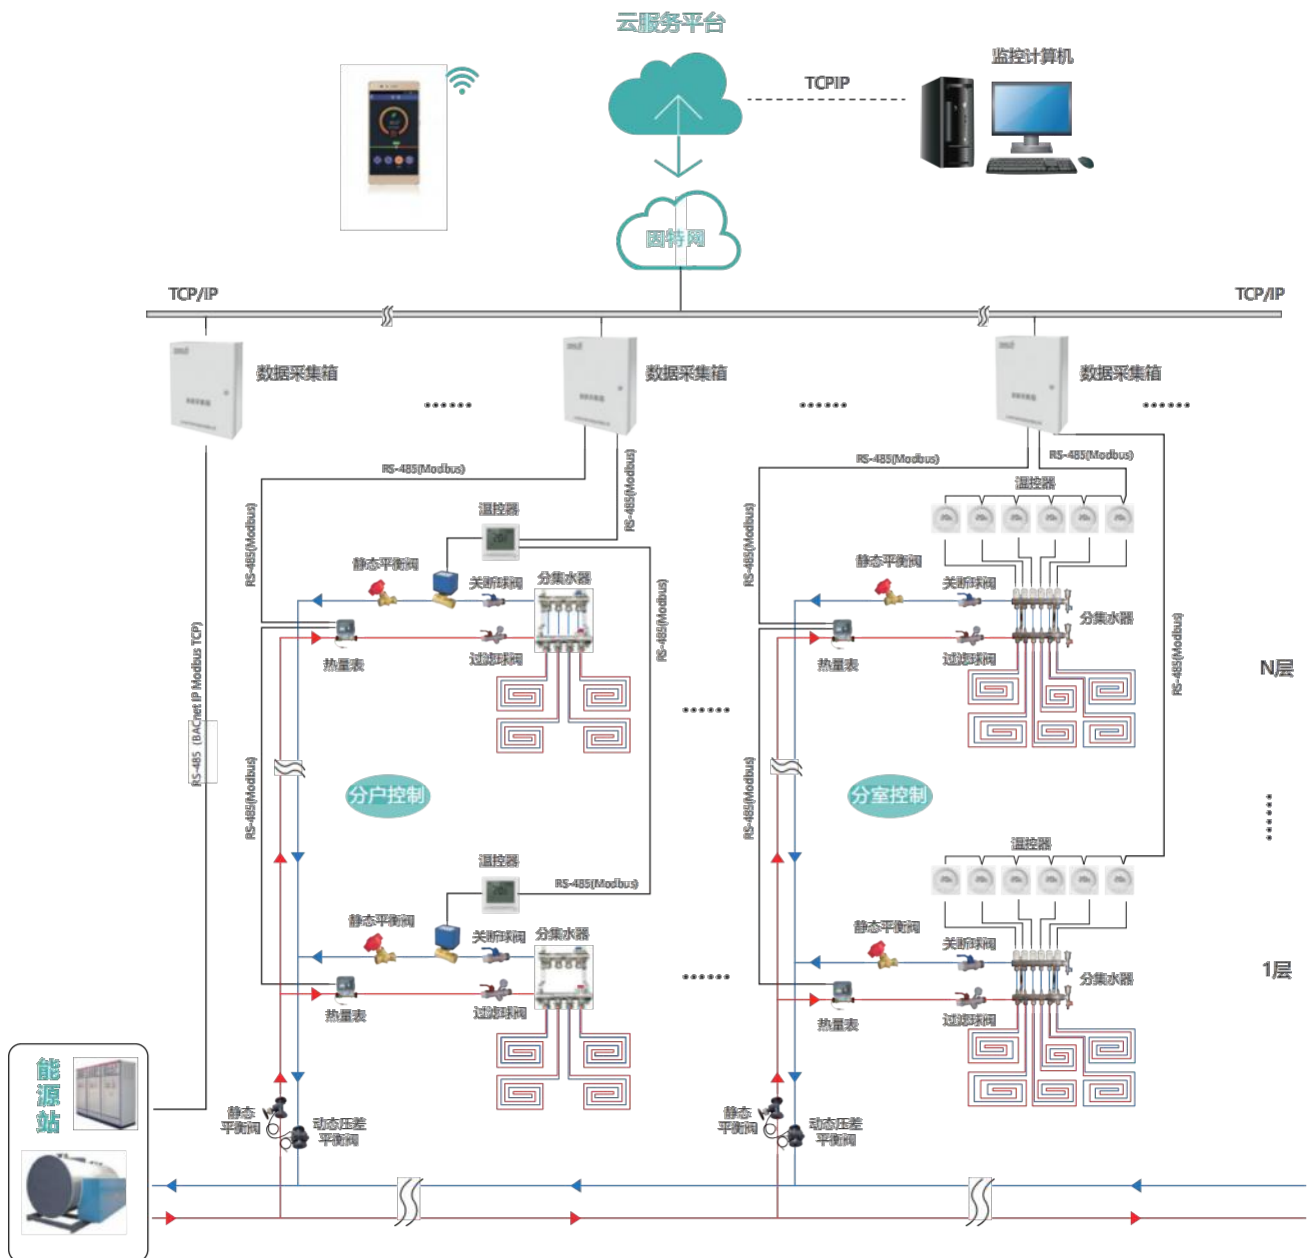 云服务平台
监控计算机
TCPIP
因特网
TCP/IP
TCP/IP
数据采集箱
数据采集箱
数据采集箱
RS-485(Modbus)
RS-485(Modbus)
RS-485(Modbus)
RS-485(Modbus)
RS-485(Modbus)
RS-485(Modbus)
温控器
温控器
静态平衡阀
关断球阀
分集水器
静态平衡阀
关断球阀
分集水器
热量表
过滤球阀
热量表
过滤球阀
RS-485(Modbus)
RS-485(Modbus)
N层
RS-485（BACnet IP Modbus TCP)
RS-485(Modbus)
RS-485(Modbus)
分户控制
分室控制
温控器
温控器
RS-485(Modbus)
静态平衡阀
关断球阀
分集水器
静态平衡阀
关断球阀
分集水器
1层
热量表
过滤球阀
热量表
过滤球阀
能源站
静态
平衡阀
动态压差
平衡阀
静态
平衡阀
动态压差
平衡阀